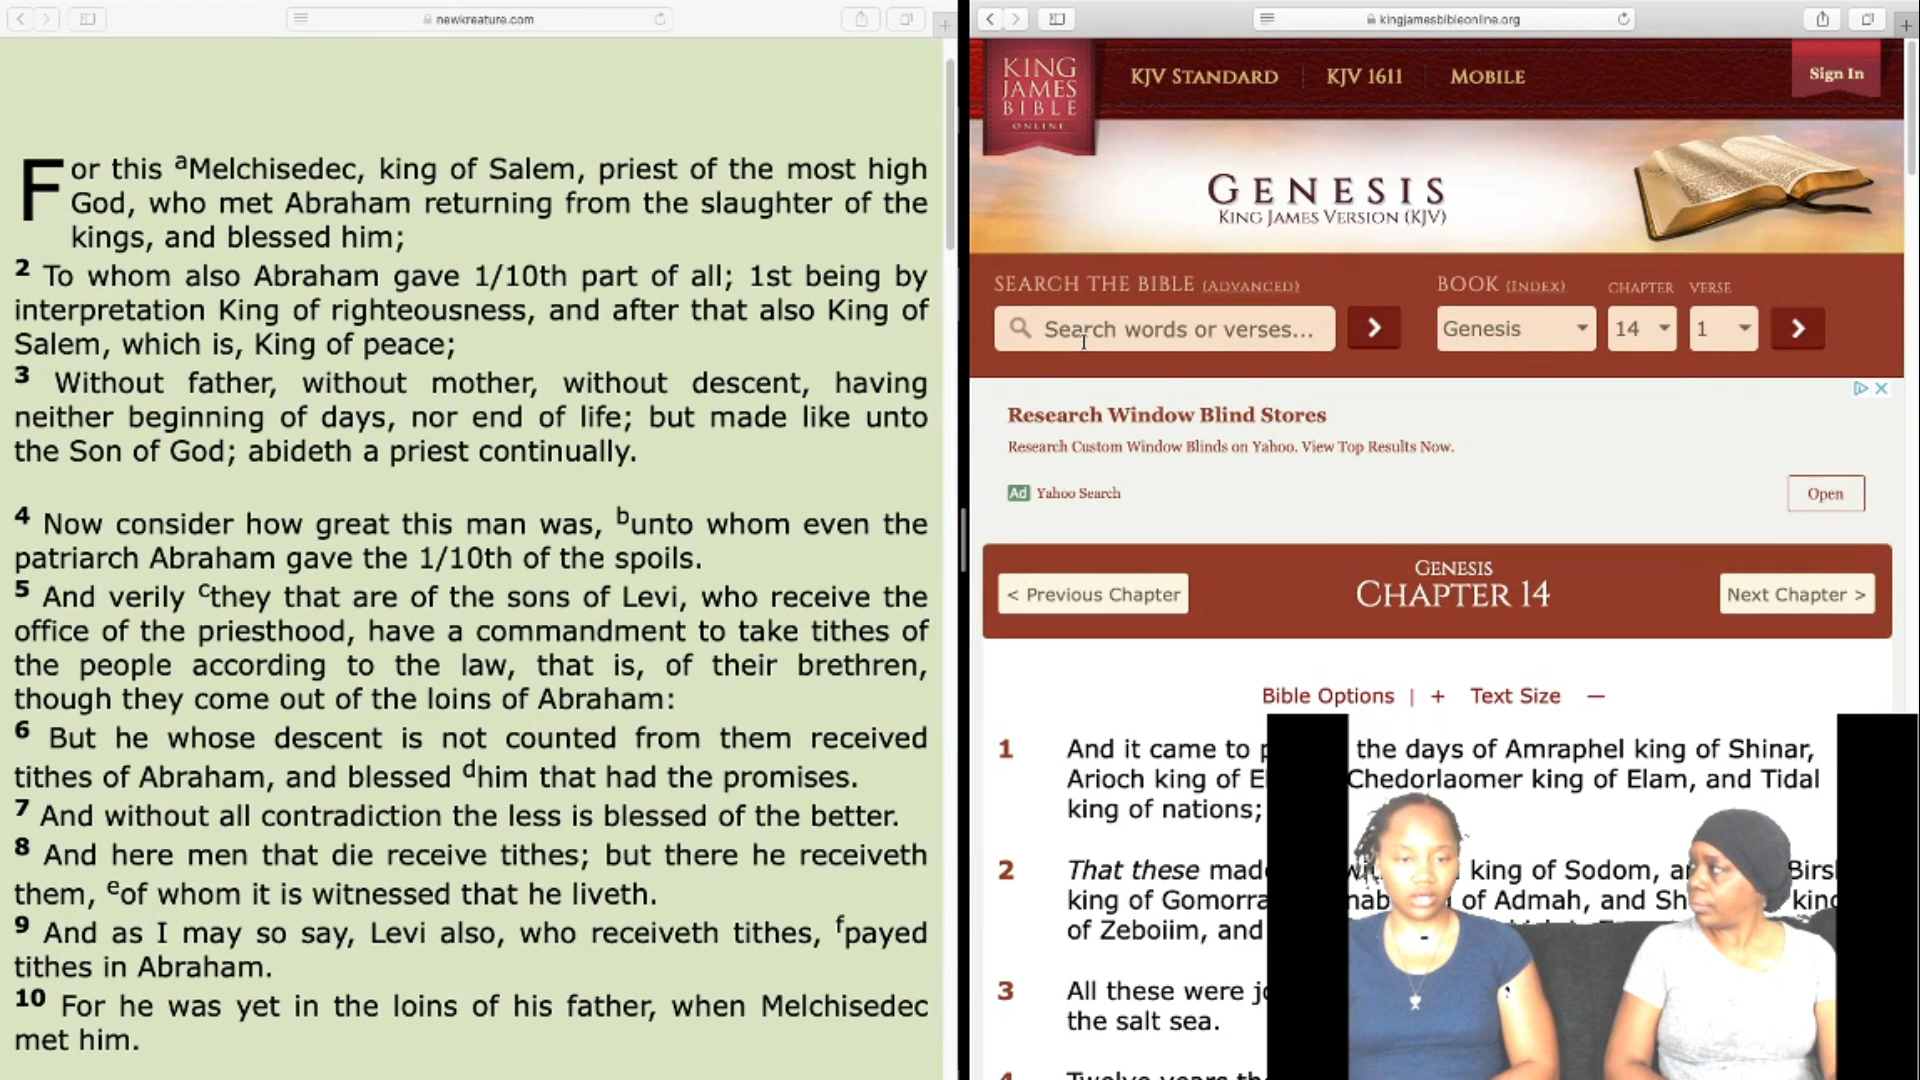 newkreature.com
For this aMelchisedec, king of Salem, priest of the most high
God, who met Abraham returning from the slaughter of the
kings, and blessed him;
2 To whom also Abraham gave 1/10th part of all; 1st being by
interpretation King of righteousness, and after that also King of
Salem, which is, King of peace;
3 Without father, without mother, without descent, having
neither beginning of days, nor end of life; but made like unto
the Son of God; abideth a priest continually.
4 Now consider how great this man was, bunto whom even the
patriarch Abraham gave the 1/10th of the spoils.
5 And verily cthey that are of the sons of Levi, who receive the
office of the priesthood, have a commandment to take tithes of
the people according to the law, that is, of their brethren,
though they come out of the loins of Abraham:
6 But he whose descent is not counted from them received
tithes of Abraham, and blessed dhim that had the promises.
7 And without all contradiction the less is blessed of the better.
8 And here men that die receive tithes; but there he receiveth
them, eof whom it is witnessed that he liveth.
9 And as I may so say, Levi also, who receiveth tithes, fpayed
tithes in Abraham.
10 For he was yet in the loins of his father, when Melchisedec
met him.
kingjamesbibleonline.org
KING
JAMES
BIBLE
ONLINE
KJV STANDARD KJV 1611 MOBILE
Sign In
GENESIS
KING JAMES VERSION (KJV)
SEARCH THE BIBLE (ADVANCED) BOOK (INDEX) CHAPTER VERSE
Search words or verses... Genesis 14 1
Research Window Blind Stores
Research Custom Window Blinds on Yahoo. View Top Results Now.
Ad Yahoo Search
Open
GENESIS
< Previous Chapter CHAPTER 14 Next Chapter >
Bible Options | + Text Size —
1 And it came to the days of Amraphel king of Shinar,
Arioch king of Chedorlaomer king of Elam, and Tidal
king of nations;
2 That these king of Sodom,
king of of Admah, and
of Zeboiim, and
3 All these were
the salt sea.
Twelve years